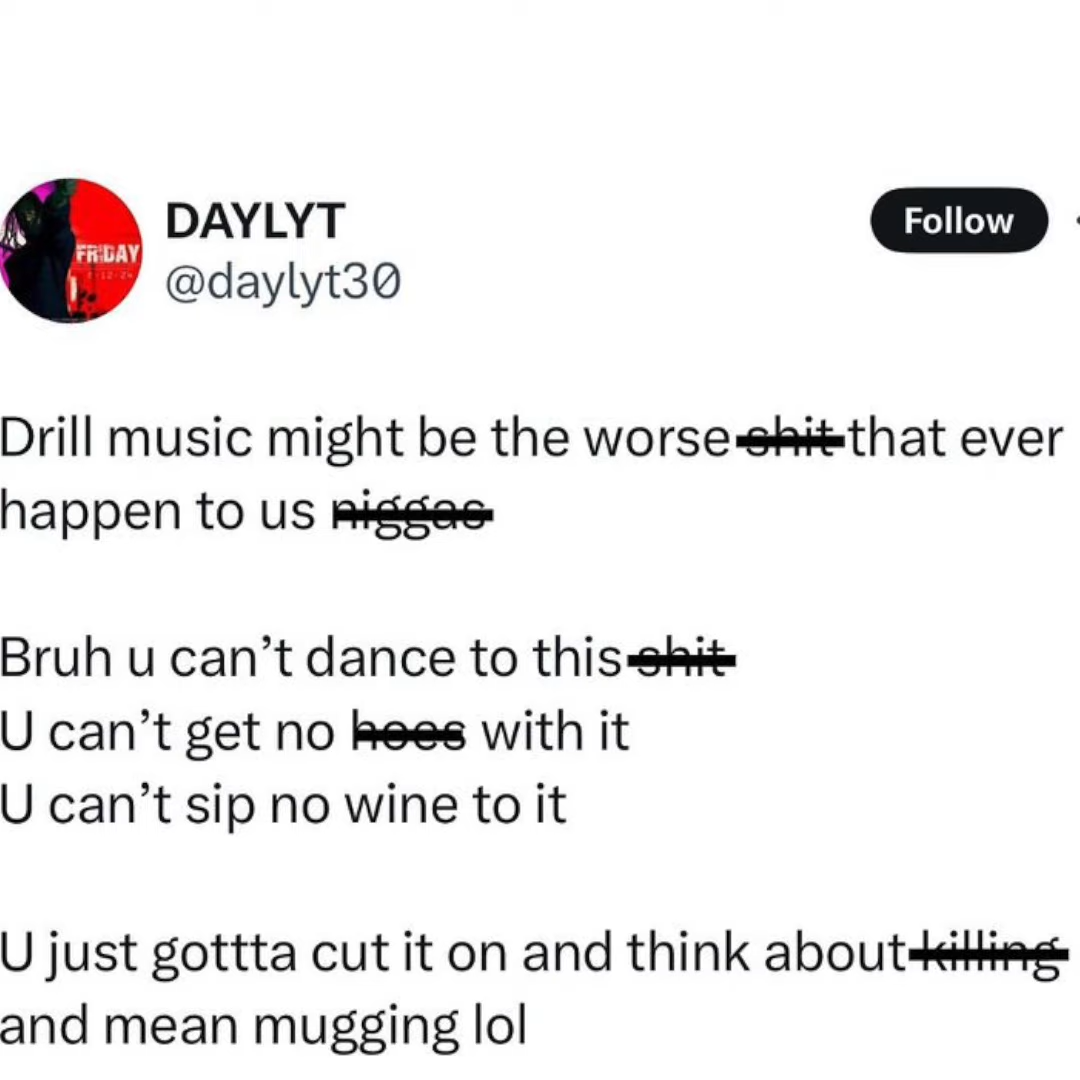 FRIDAY
DAYLYT
@daylyt30
Follow
Drill music might be the worse shit that ever
happen to us niggas
Bruh u can’t dance to this shit
U can’t get no hoes with it
U can’t sip no wine to it
U just gottta cut it on and think about killing
and mean mugging lol